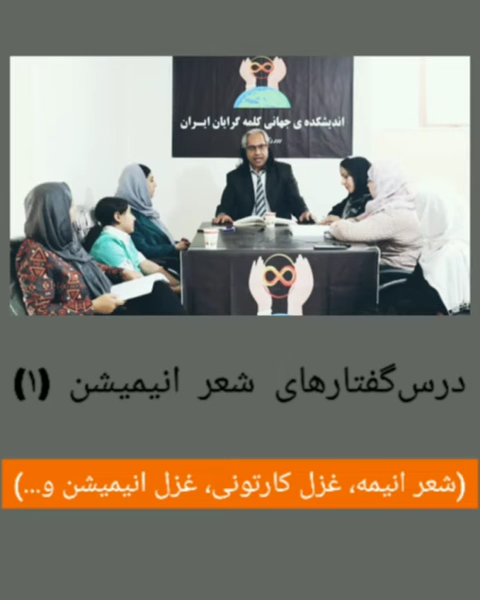 اندیشکده ی جهانی کلمه گرایان ایران
درس‌گفتارهای شعر انیمیشن (۱)
(شعر انیمه، غزل کارتونی، غزل انیمیشن و...)